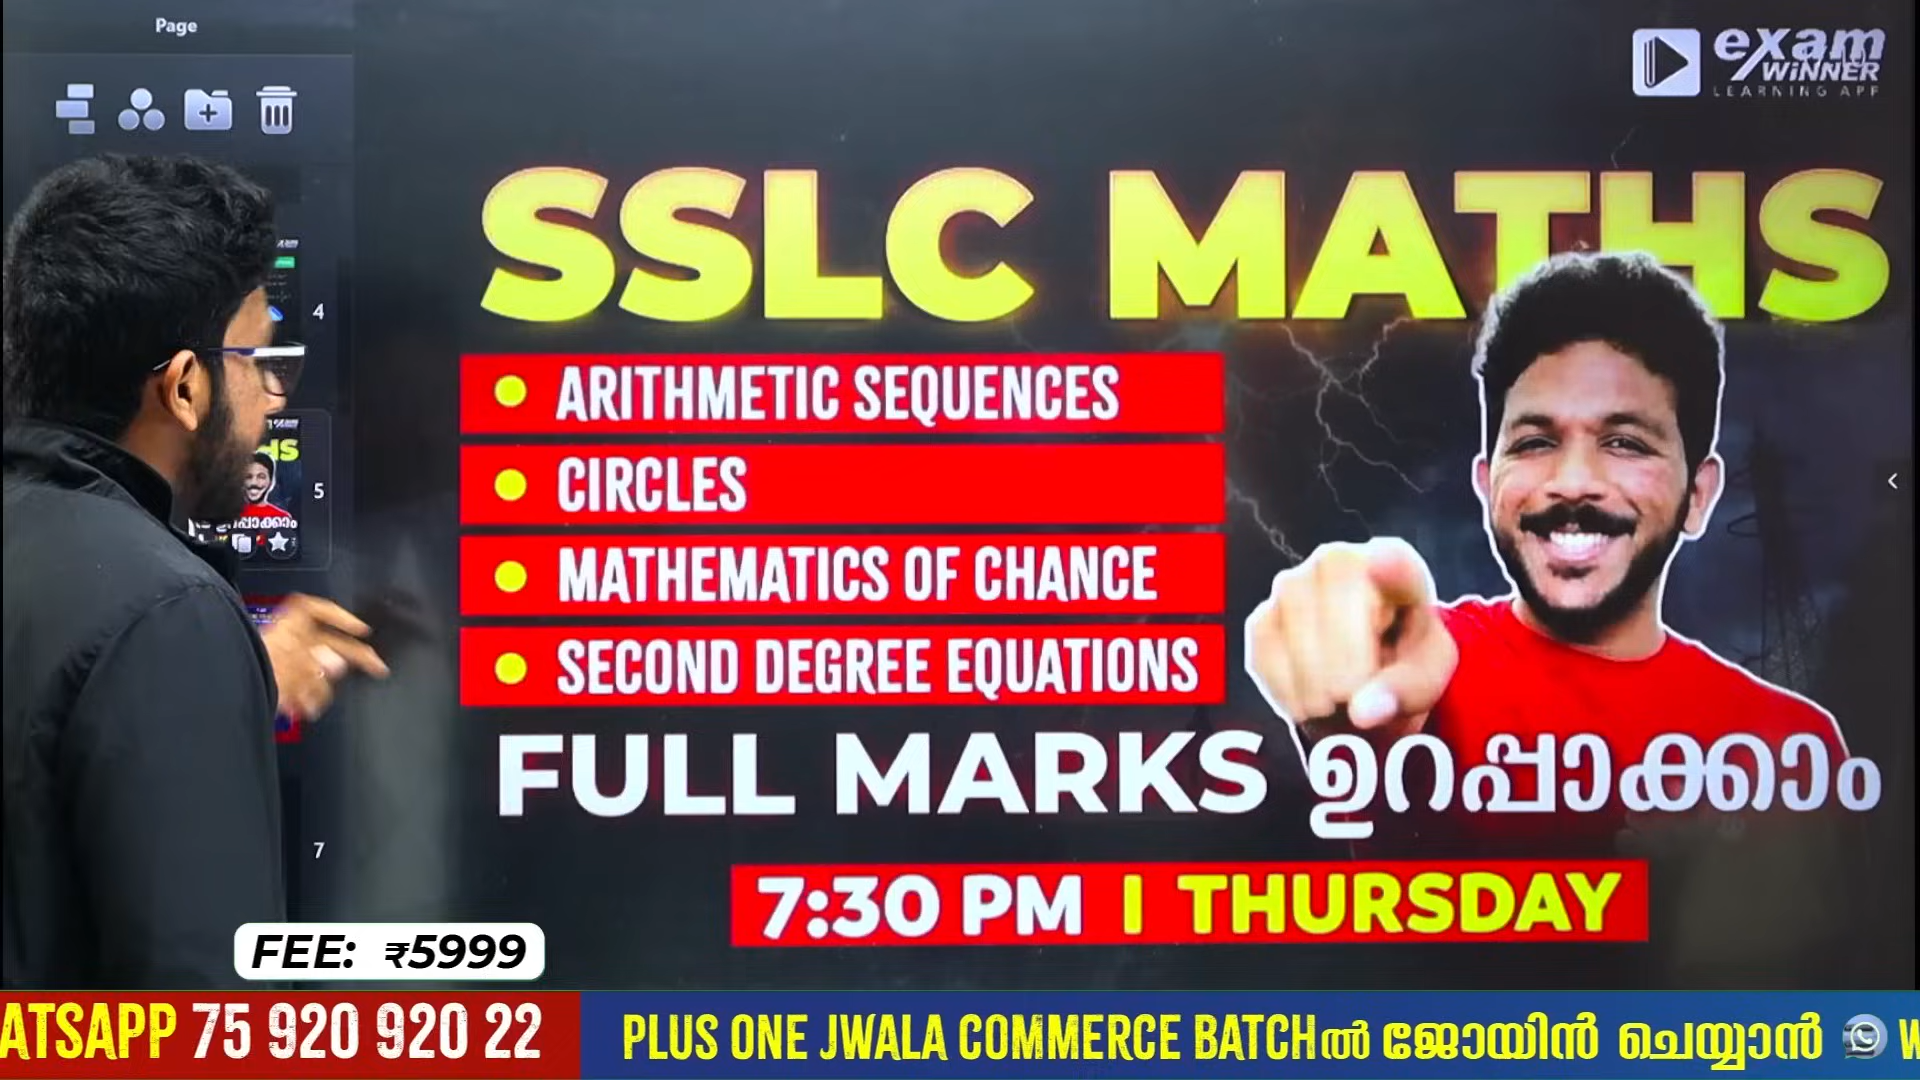 Page
exam
WiNNER
LEARNING APP
SSLC MATHS
4
ARITHMETIC SEQUENCES
CIRCLES
5
MATHEMATICS OF CHANCE
SECOND DEGREE EQUATIONS
FULL MARKS ഉറപ്പാക്കാം
7
7:30 PM I THURSDAY
FEE: ₹5999
ATSAPP 75 920 920 22
PLUS ONE JWALA COMMERCE BATCHൽ ജോയിൻ ചെയ്യാൻ W